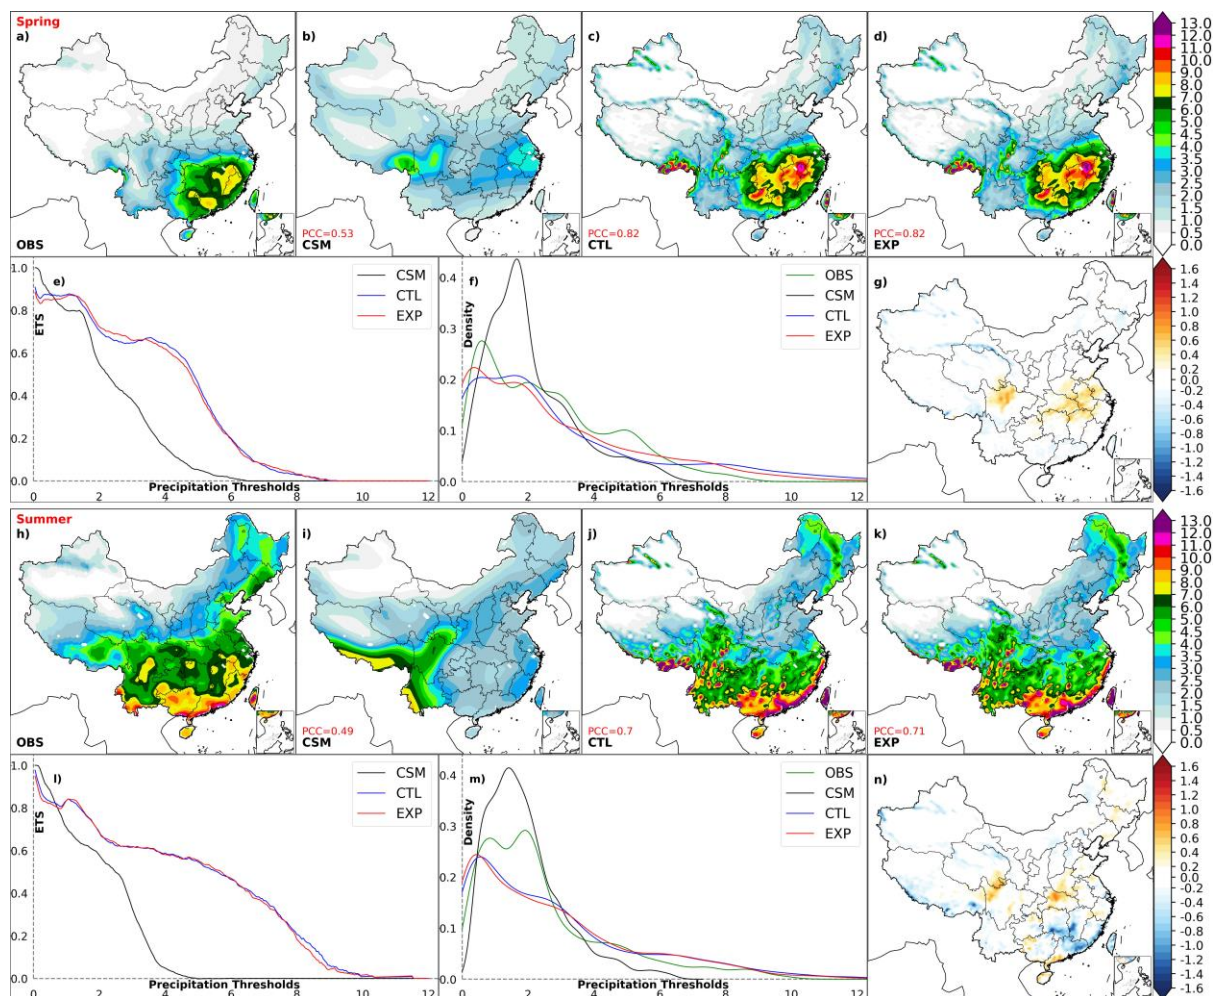 Spring
a)
b)
c)
d)
OBS
PCC=0.53
CSM
PCC=0.82
CTL
PCC=0.82
EXP
13.0
12.0
11.0
10.0
9.0
8.0
7.0
6.0
5.0
4.5
4.0
3.5
3.0
2.5
2.0
1.5
1.0
0.5
0.0
e)
ETS
1.0
0.8
0.6
0.4
0.2
0.0
CSM
CTL
EXP
0 2 4 6 8 10 12
Precipitation Thresholds
f)
Density
0.4
0.3
0.2
0.1
0.0
OBS
CSM
CTL
EXP
0 2 4 6 8 10 12
Precipitation Thresholds
g)
1.6
1.4
1.2
1.0
0.8
0.6
0.4
0.2
0.0
-0.2
-0.4
-0.6
-0.8
-1.0
-1.2
-1.4
-1.6
Summer
h)
i)
j)
k)
OBS
PCC=0.49
CSM
PCC=0.7
CTL
PCC=0.71
EXP
13.0
12.0
11.0
10.0
9.0
8.0
7.0
6.0
5.0
4.5
4.0
3.5
3.0
2.5
2.0
1.5
1.0
0.5
0.0
l)
ETS
1.0
0.8
0.6
0.4
0.2
0.0
CSM
CTL
EXP
0 2 4 6 8 10 12
Precipitation Thresholds
m)
Density
0.4
0.3
0.2
0.1
0.0
OBS
CSM
CTL
EXP
0 2 4 6 8 10 12
Precipitation Thresholds
n)
1.6
1.4
1.2
1.0
0.8
0.6
0.4
0.2
0.0
-0.2
-0.4
-0.6
-0.8
-1.0
-1.2
-1.4
-1.6